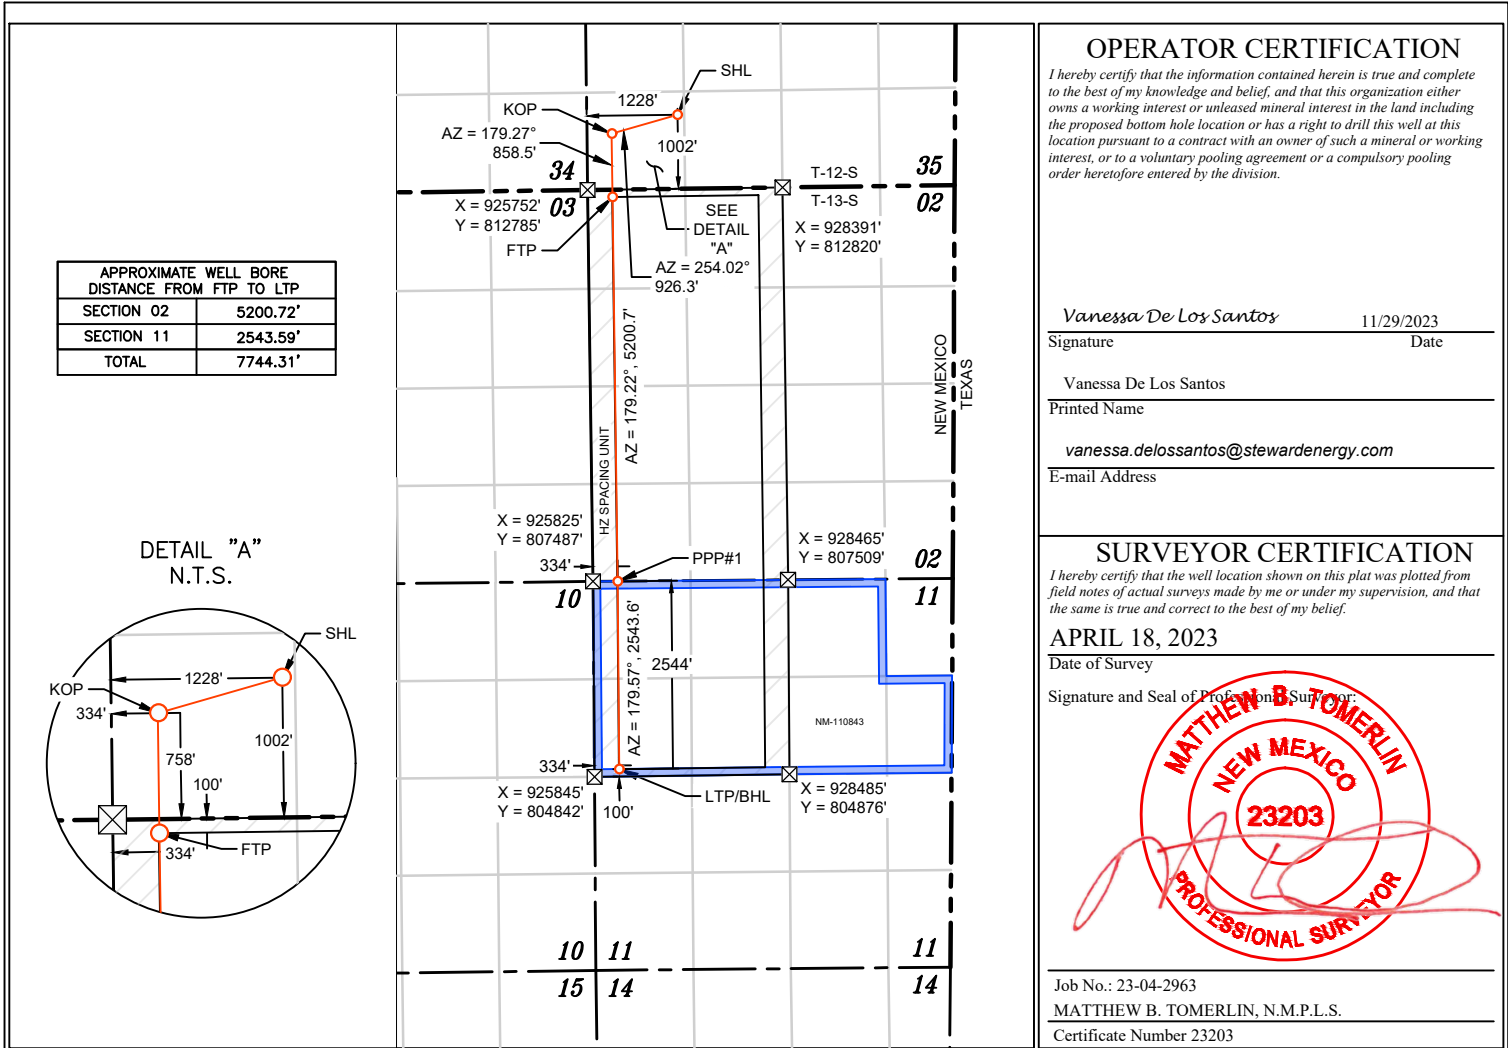 APPROXIMATE WELL BORE
DISTANCE FROM FTP TO LTP
SECTION 02 5200.72'
SECTION 11 2543.59'
TOTAL 7744.31'
DETAIL "A"
N.T.S.
SHL
1228'
KOP
334'
758'
1002'
100'
334'
FTP
SHL
1228'
KOP
AZ = 179.27°
858.5'
1002'
34
35
T-12-S
T-13-S
03
02
X = 925752'
Y = 812785'
FTP
SEE
DETAIL
"A"
X = 928391'
Y = 812820'
AZ = 254.02°
926.3'
AZ = 179.22°, 5200.7'
HZ SPACING UNIT
NEW MEXICO
TEXAS
X = 925825'
Y = 807487'
334'
PPP#1
X = 928465'
Y = 807509'
02
10
11
AZ = 179.57°, 2543.6'
2544'
NM-110843
334'
X = 925845'
Y = 804842'
100'
LTP/BHL
X = 928485'
Y = 804876'
10 11
11
15 14
14
OPERATOR CERTIFICATION
I hereby certify that the information contained herein is true and complete
to the best of my knowledge and belief, and that this organization either
owns a working interest or unleased mineral interest in the land including
the proposed bottom hole location or has a right to drill this well at this
location pursuant to a contract with an owner of such a mineral or working
interest, or to a voluntary pooling agreement or a compulsory pooling
order heretofore entered by the division.
Vanessa De Los Santos 11/29/2023
Signature Date
Vanessa De Los Santos
Printed Name
vanessa.delossantos@stewardenergy.com
E-mail Address
SURVEYOR CERTIFICATION
I hereby certify that the well location shown on this plat was plotted from
field notes of actual surveys made by me or under my supervision, and that
the same is true and correct to the best of my belief.
APRIL 18, 2023
Date of Survey
Signature and Seal of Professional Surveyor:
MATTHEW B. TOMERLIN
NEW MEXICO
23203
PROFESSIONAL SURVEYOR
Job No.: 23-04-2963
MATTHEW B. TOMERLIN, N.M.P.L.S.
Certificate Number 23203